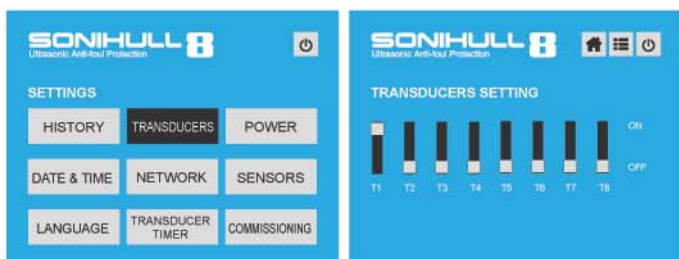 SONIHULL 8
Ultrasonic Anti-foul Protection
SETTINGS
HISTORY
TRANSDUCERS
POWER
DATE & TIME
NETWORK
SENSORS
LANGUAGE
TRANSDUCER
TIMER
COMMISSIONING
SONIHULL 8
Ultrasonic Anti-foul Protection
TRANSDUCERS SETTING
ON
OFF
T1 T2 T3 T4 T5 T6 T7 T8